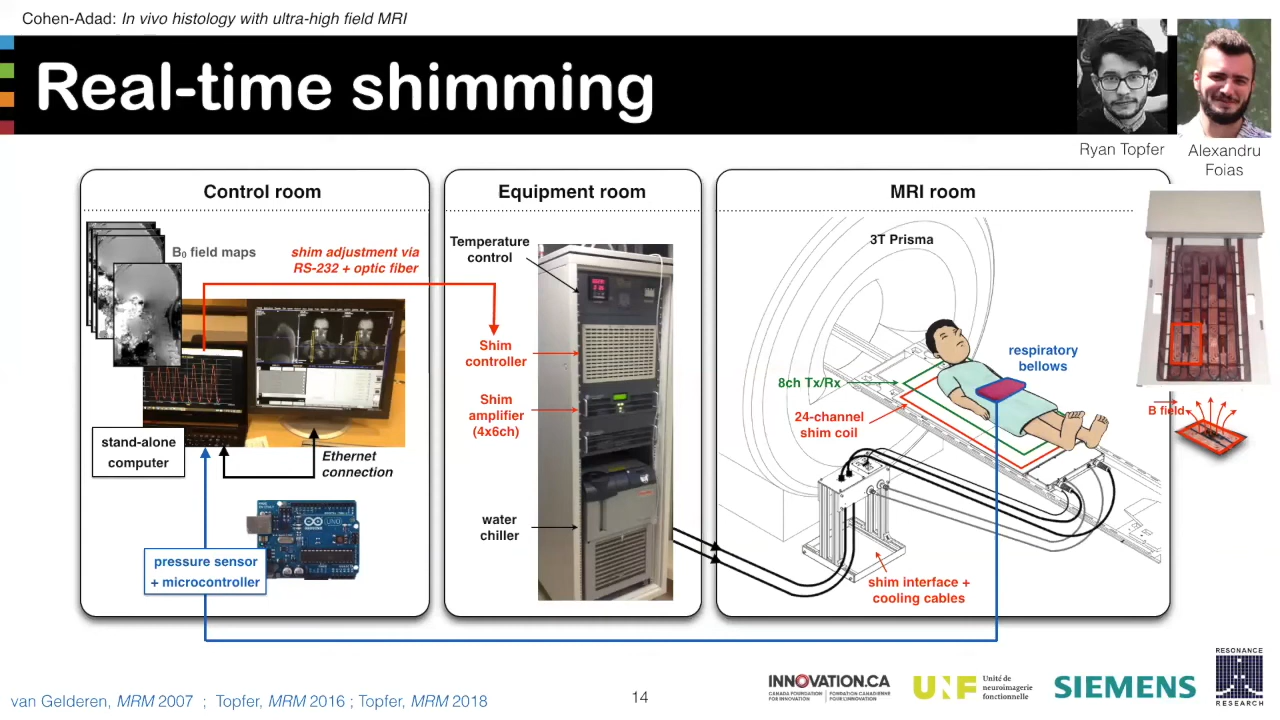 Cohen-Adad: In vivo histology with ultra-high field MRI
Real-time shimming
Ryan Topfer
Alexandru
Foias
Control room
Equipment room
MRI room
B₀ field maps
shim adjustment via
RS-232 + optic fiber
stand-alone
computer
Ethernet
connection
pressure sensor
+ microcontroller
UNO
Temperature
control
Shim
controller
Shim
amplifier
(4x6ch)
water
chiller
3T Prisma
respiratory
bellows
8ch Tx/Rx
24-channel
shim coil
shim interface +
cooling cables
B field
van Gelderen, MRM 2007 ; Topfer, MRM 2016 ; Topfer, MRM 2018
14
INNOVATION.CA
CANADA FOUNDATION
FOR INNOVATION
FONDATION CANADIENNE
POUR L'INNOVATION
UNF
Unité de
neuroimagerie
fonctionnelle
SIEMENS
RESONANCE
RESEARCH